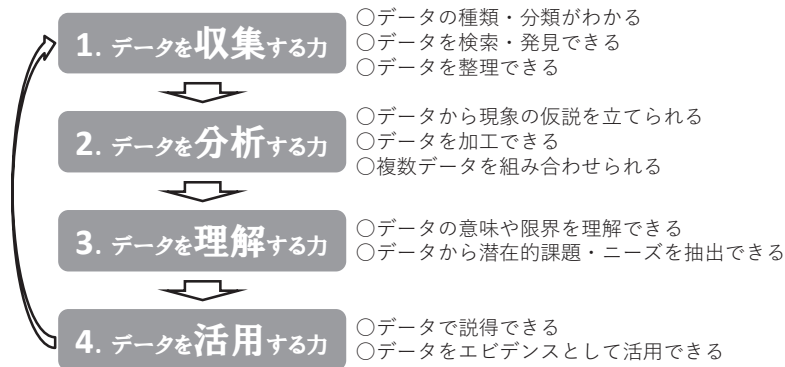 1. データを収集する力
○データの種類・分類がわかる
○データを検索・発見できる
○データを整理できる
2. データを分析する力
○データから現象の仮説を立てられる
○データを加工できる
○複数データを組み合わせられる
3. データを理解する力
○データの意味や限界を理解できる
○データから潜在的課題・ニーズを抽出できる
4. データを活用する力
○データで説得できる
○データをエビデンスとして活用できる